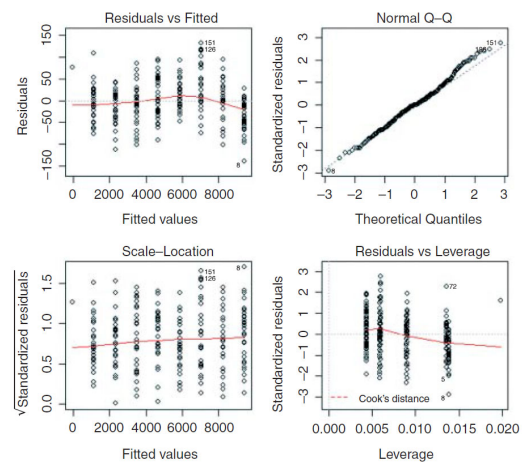 Residuals vs Fitted
Residuals
150
50
0
−50
−150
151
126
8
0 2000 4000 6000 8000
Fitted values
Normal Q–Q
Standardized residuals
3
2
1
0
−1
−2
−3
151
8
−3 −2 −1 0 1 2 3
Theoretical Quantiles
Scale–Location
√Standardized residuals
1.5
1.0
0.5
0.0
151
126
8
0 2000 4000 6000 8000
Fitted values
Residuals vs Leverage
Standardized residuals
3
2
1
0
−1
−2
−3
72
5
8
Cook's distance
0.000 0.005 0.010 0.015 0.020
Leverage